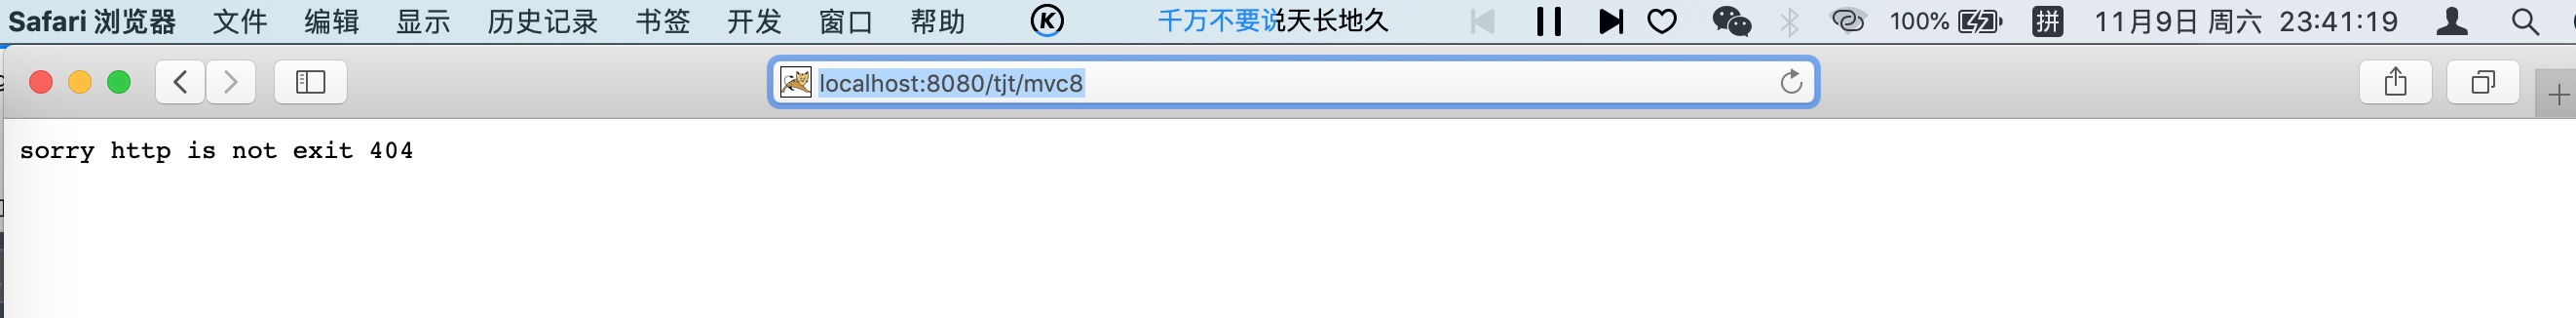 Safari 浏览器 文件 编辑 显示 历史记录 书签 开发 窗口 帮助 K 千万不要说天长地久 100% 拼 11月9日 周六 23:41:19
localhost:8080/tjt/mvc8
sorry http is not exit 404